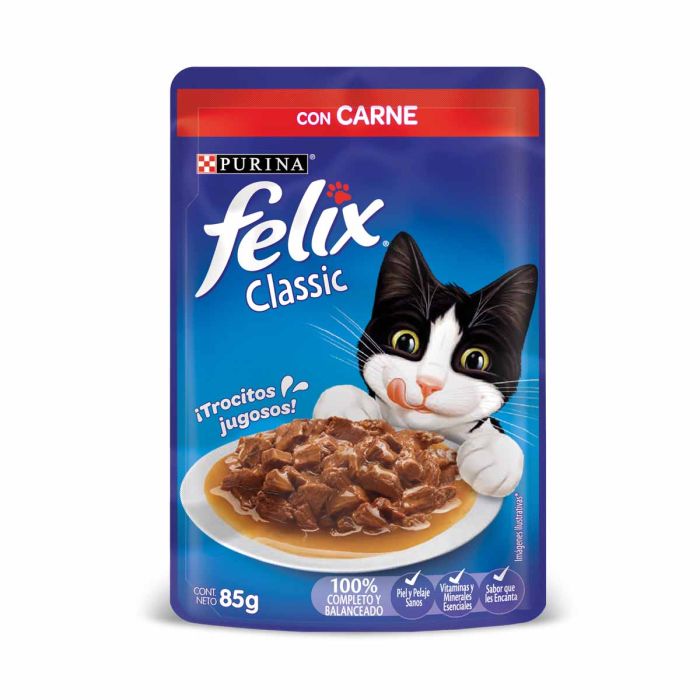 CON CARNE
PURINA®
felix®
Classic
¡Trocitos
jugosos!
Imágenes Ilustrativas*
CONT.
NETO 85g
100%
COMPLETO Y
BALANCEADO
Piel y Pelaje
Sanos
Vitaminas y
Minerales
Esenciales
Sabor que
les Encanta